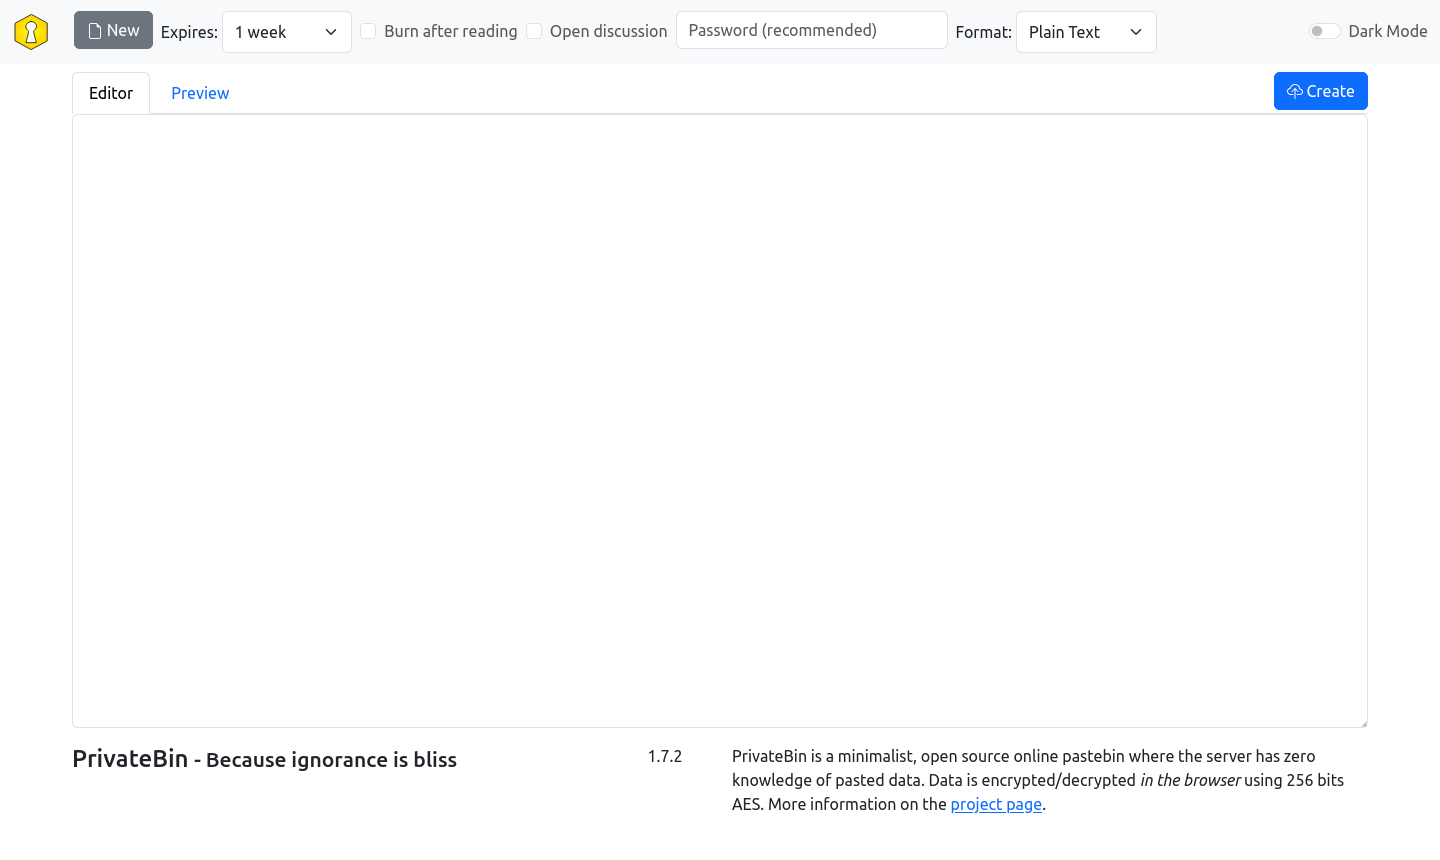 New Expires: 1 week Burn after reading Open discussion Password (recommended) Format: Plain Text Dark Mode
Editor Preview Create
PrivateBin - Because ignorance is bliss
1.7.2
PrivateBin is a minimalist, open source online pastebin where the server has zero
knowledge of pasted data. Data is encrypted/decrypted in the browser using 256 bits
AES. More information on the project page.